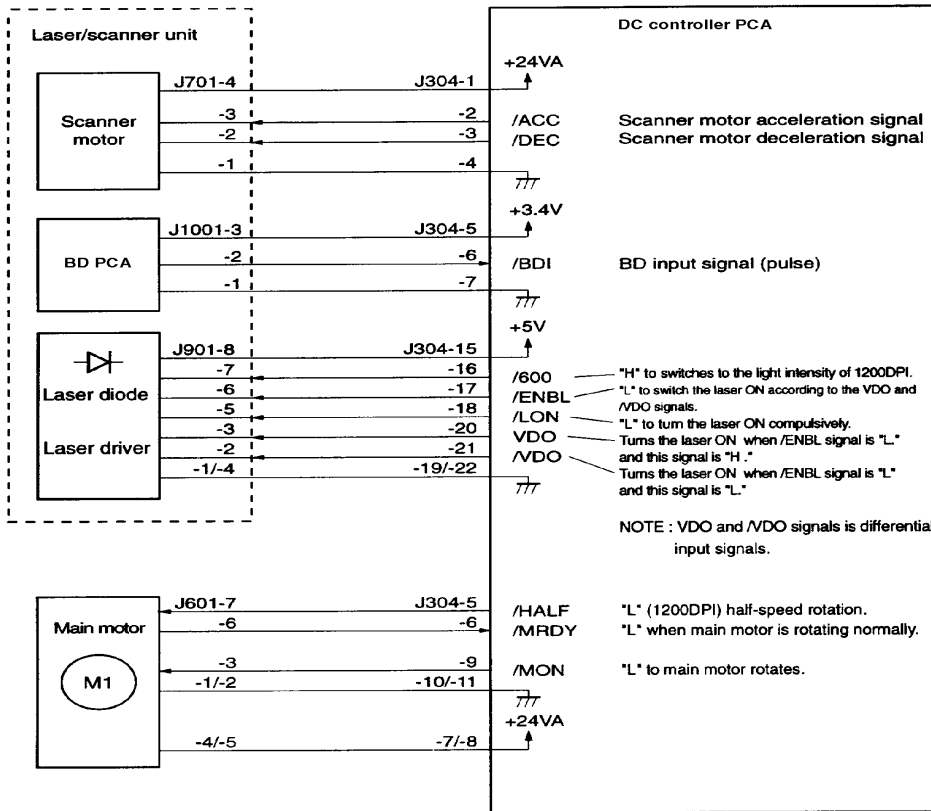 DC controller PCA
Laser/scanner unit
+24VA
J701-4 J304-1
Scanner motor
-3 -2 /ACC Scanner motor acceleration signal
-2 -3 /DEC Scanner motor deceleration signal
-1 -4
+3.4V
J1001-3 J304-5
BD PCA
-2 -6 /BDI BD input signal (pulse)
-1 -7
+5V
J901-8 J304-15
-7 -16 /600 "H" to switches to the light intensity of 1200DPI.
Laser diode
-6 -17 /ENBL "L" to switch the laser ON according to the VDO and
/VDO signals.
-5 -18 /LON "L" to turn the laser ON compulsively.
Laser driver
-3 -20 VDO Turns the laser ON when /ENBL signal is "L."
and this signal is "H ."
-2 -21 /VDO Turns the laser ON when /ENBL signal is "L"
and this signal is "L."
-1/-4 -19/-22
NOTE : VDO and /VDO signals is differential
input signals.
J601-7 J304-5 /HALF "L" (1200DPI) half-speed rotation.
Main motor
-6 -6 /MRDY "L" when main motor is rotating normally.
M1
-3 -9 /MON "L" to main motor rotates.
-1/-2 -10/-11
+24VA
-4/-5 -7/-8